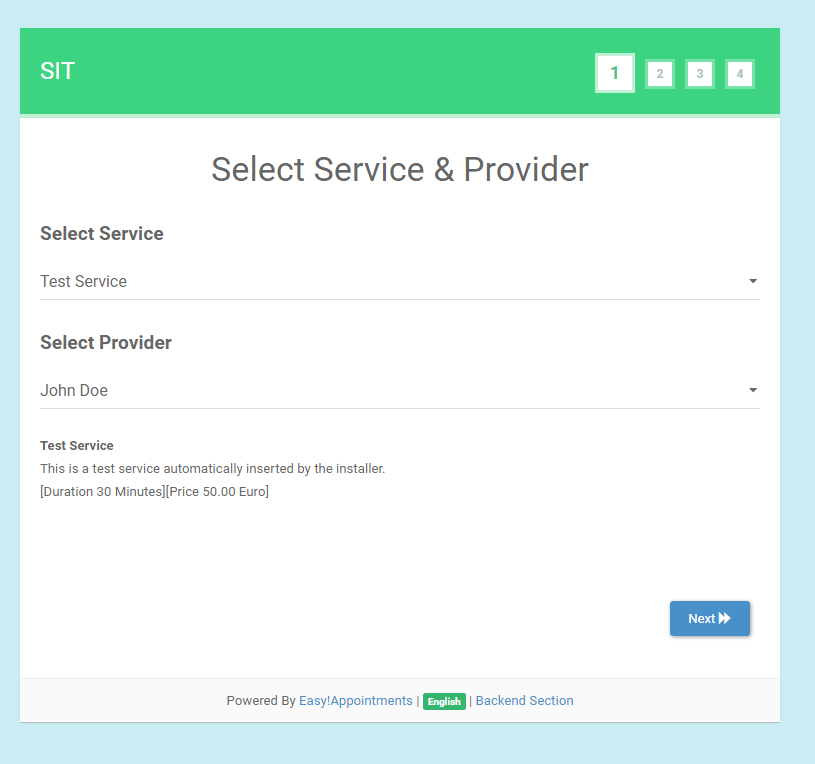 SIT
1 2 3 4
Select Service & Provider
Select Service
Test Service
Select Provider
John Doe
Test Service
This is a test service automatically inserted by the installer.
[Duration 30 Minutes][Price 50.00 Euro]
Next
Powered By Easy!Appointments | English | Backend Section